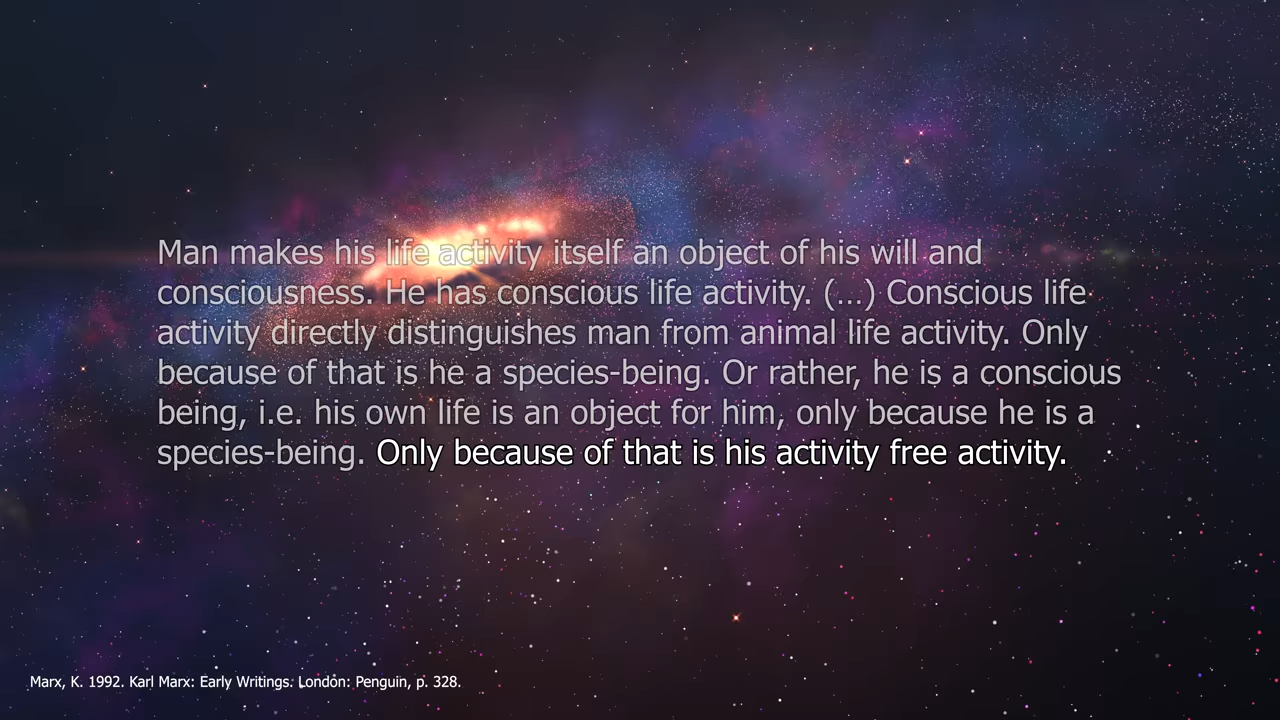 Man makes his life activity itself an object of his will and
consciousness. He has conscious life activity. (...) Conscious life
activity directly distinguishes man from animal life activity. Only
because of that is he a species-being. Or rather, he is a conscious
being, i.e. his own life is an object for him, only because he is a
species-being. Only because of that is his activity free activity.
Marx, K. 1992. Karl Marx: Early Writings. London: Penguin, p. 328.